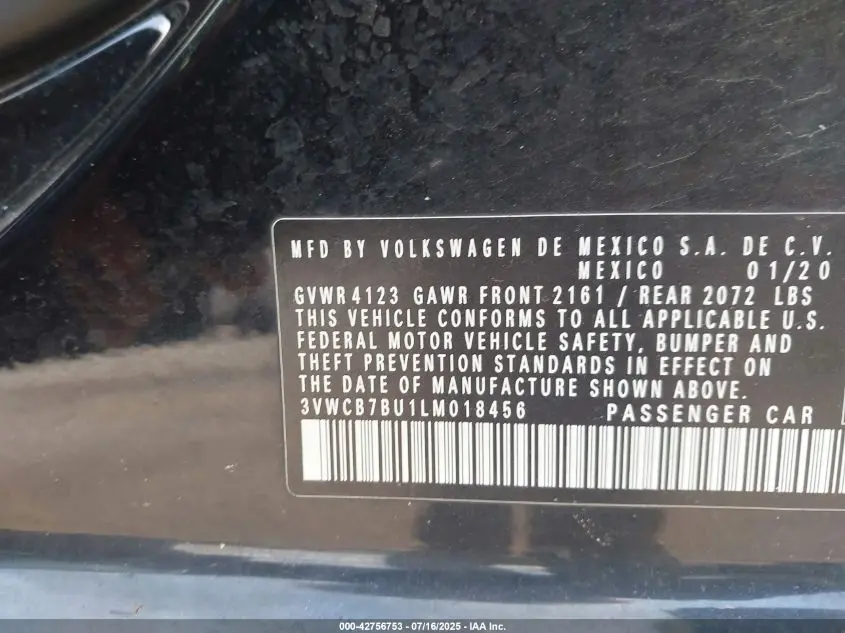 MFD BY VOLKSWAGEN DE MEXICO S.A. DE C.V.
MEXICO 01/20
GVWR 4123 GAWR FRONT 2161 / REAR 2072 LBS
THIS VEHICLE CONFORMS TO ALL APPLICABLE U.S.
FEDERAL MOTOR VEHICLE SAFETY, BUMPER AND
THEFT PREVENTION STANDARDS IN EFFECT ON
THE DATE OF MANUFACTURE SHOWN ABOVE.
3VWCB7BU1LM018456 PASSENGER CAR
000-42756753 - 07/16/2025 - IAA Inc.